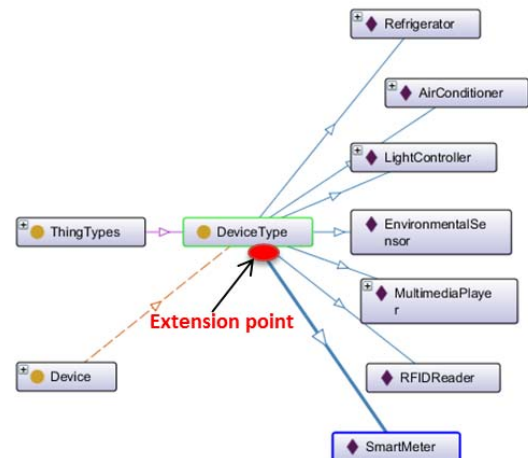 Refrigerator
AirConditioner
LightController
ThingTypes
DeviceType
EnvironmentalSe
nsor
Extension point
MultimediaPlaye
r
Device
RFIDReader
SmartMeter